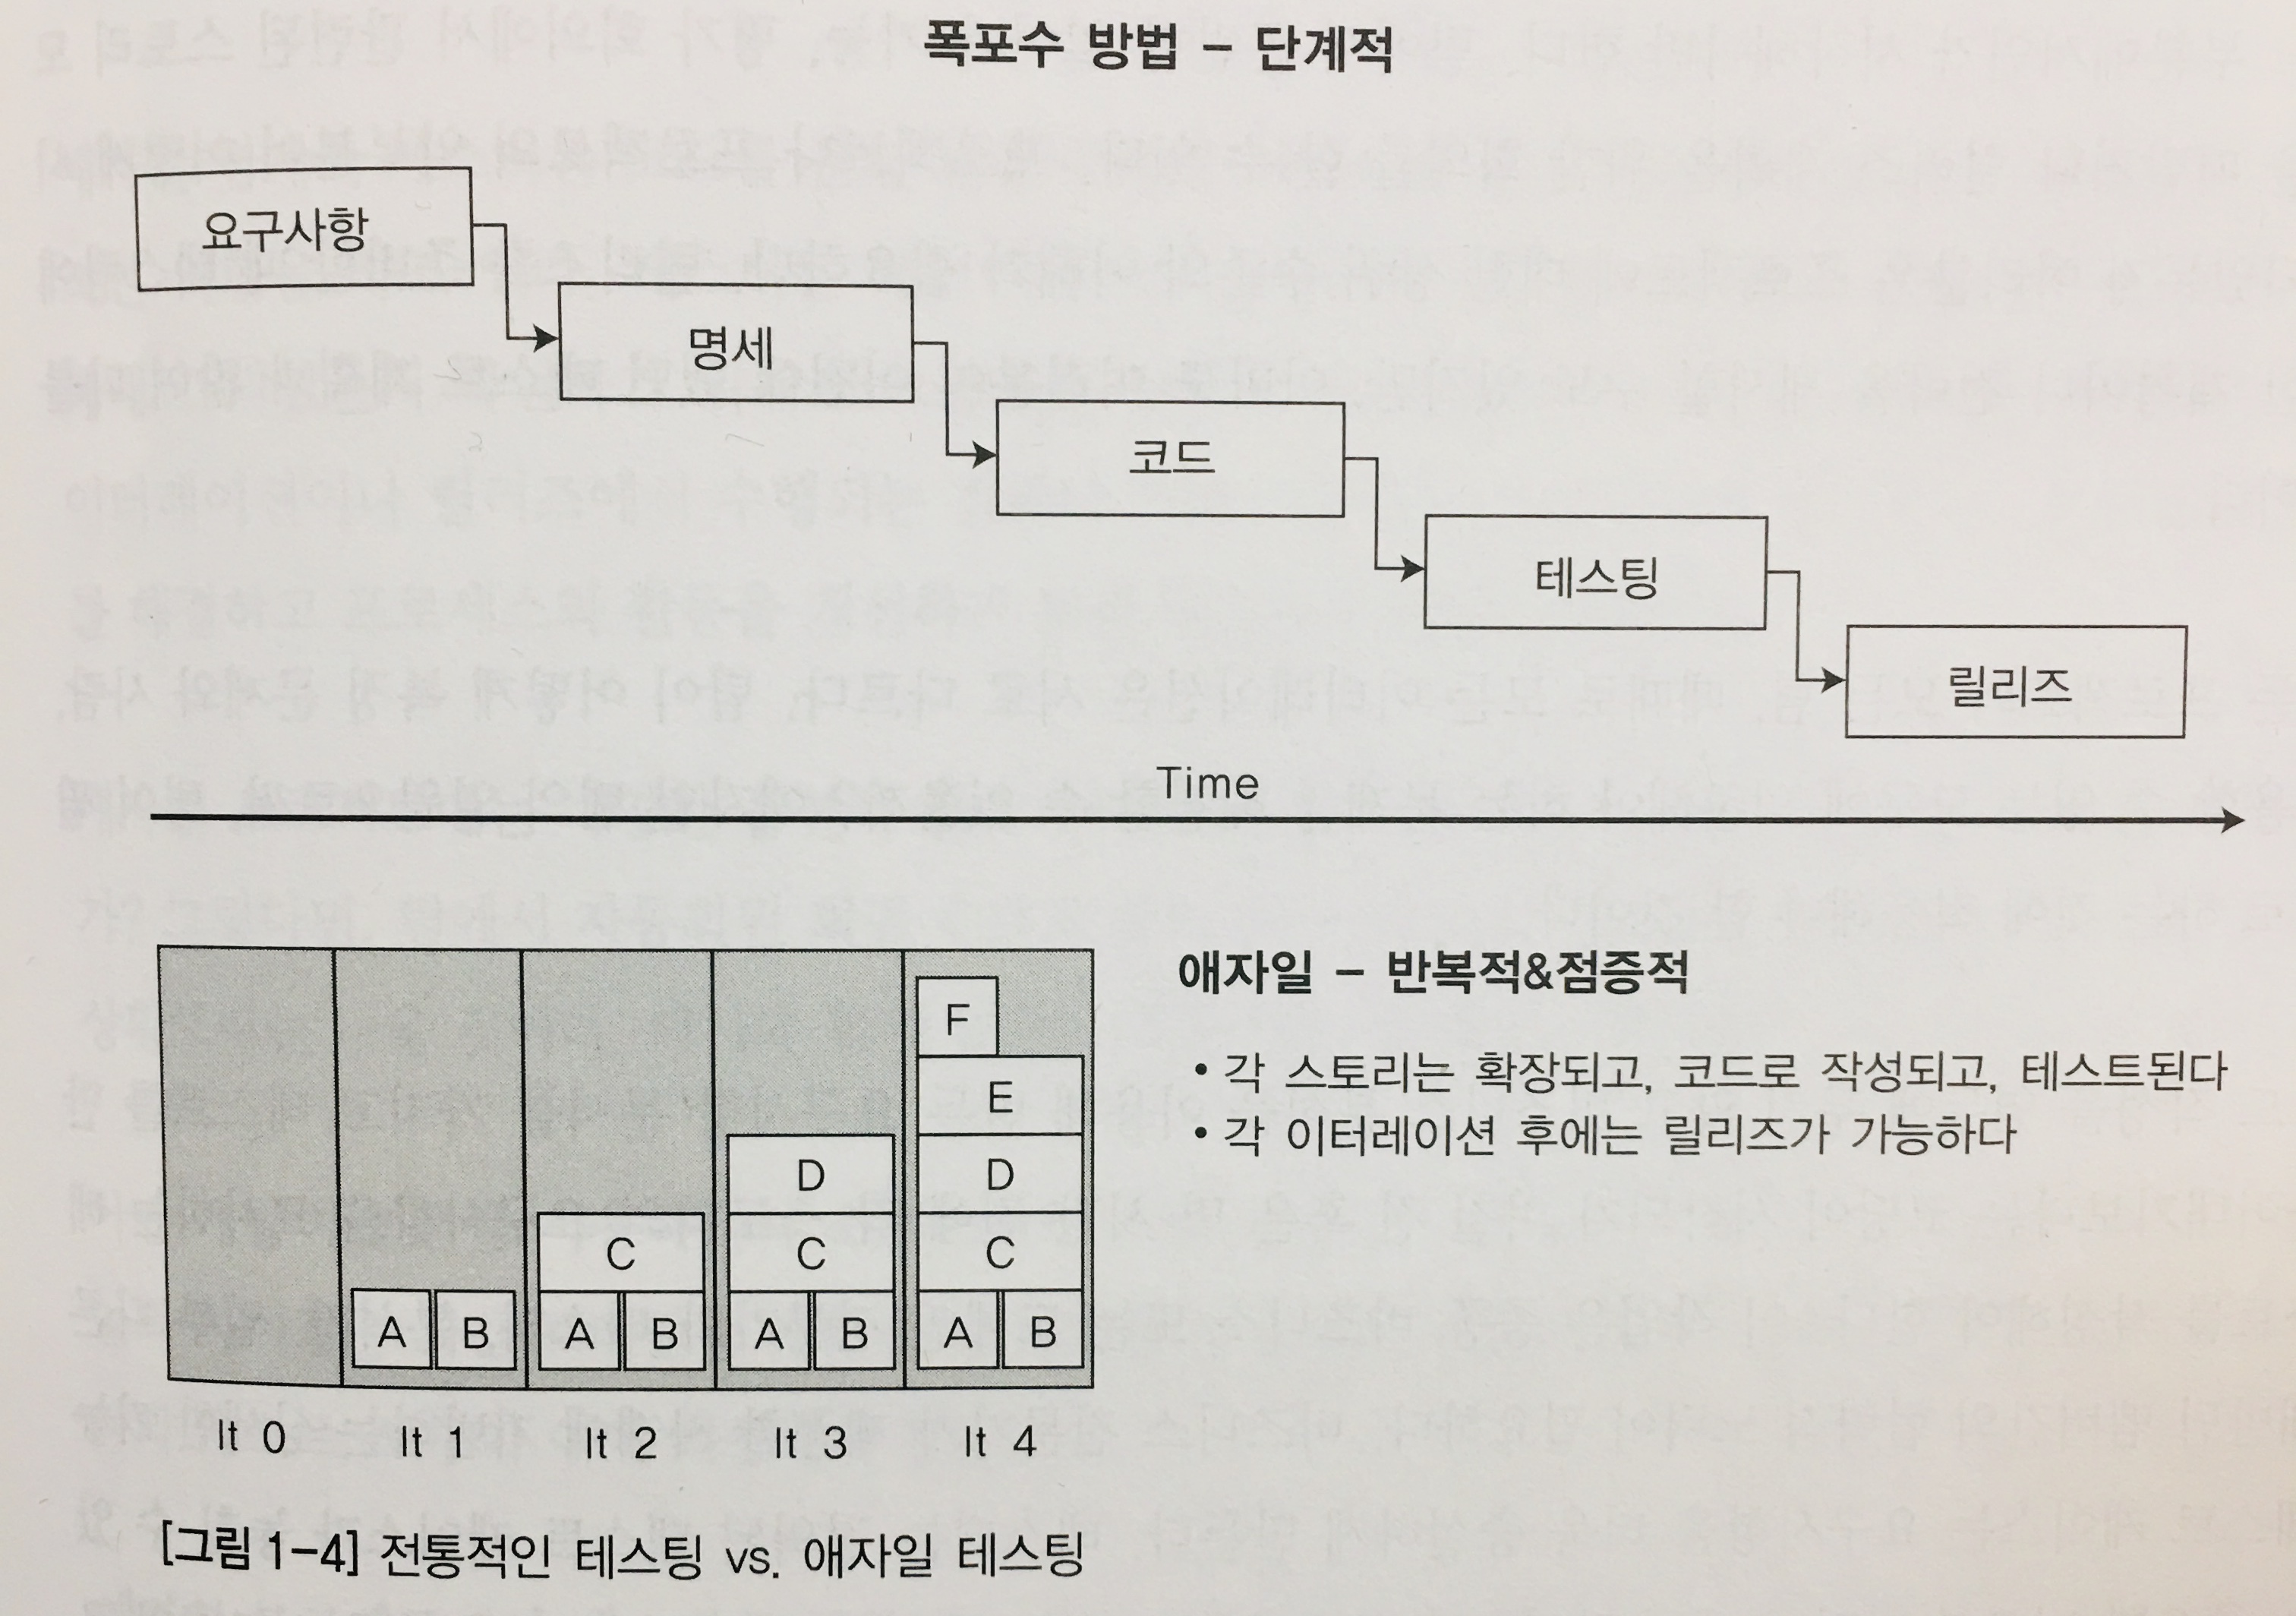 폭포수 방법 – 단계적
요구사항
명세
코드
테스팅
릴리즈
Time
애자일 – 반복적&점증적
• 각 스토리는 확장되고, 코드로 작성되고, 테스트된다
• 각 이터레이션 후에는 릴리즈가 가능하다
F
E
D D
C C C
A B A B A B A B
It 0 It 1 It 2 It 3 It 4
[그림 1–4] 전통적인 테스팅 vs. 애자일 테스팅